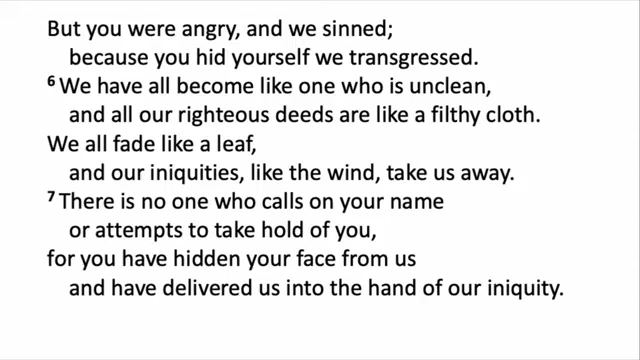 But you were angry, and we sinned;
because you hid yourself we transgressed.
6 We have all become like one who is unclean,
and all our righteous deeds are like a filthy cloth.
We all fade like a leaf,
and our iniquities, like the wind, take us away.
7 There is no one who calls on your name
or attempts to take hold of you,
for you have hidden your face from us
and have delivered us into the hand of our iniquity.